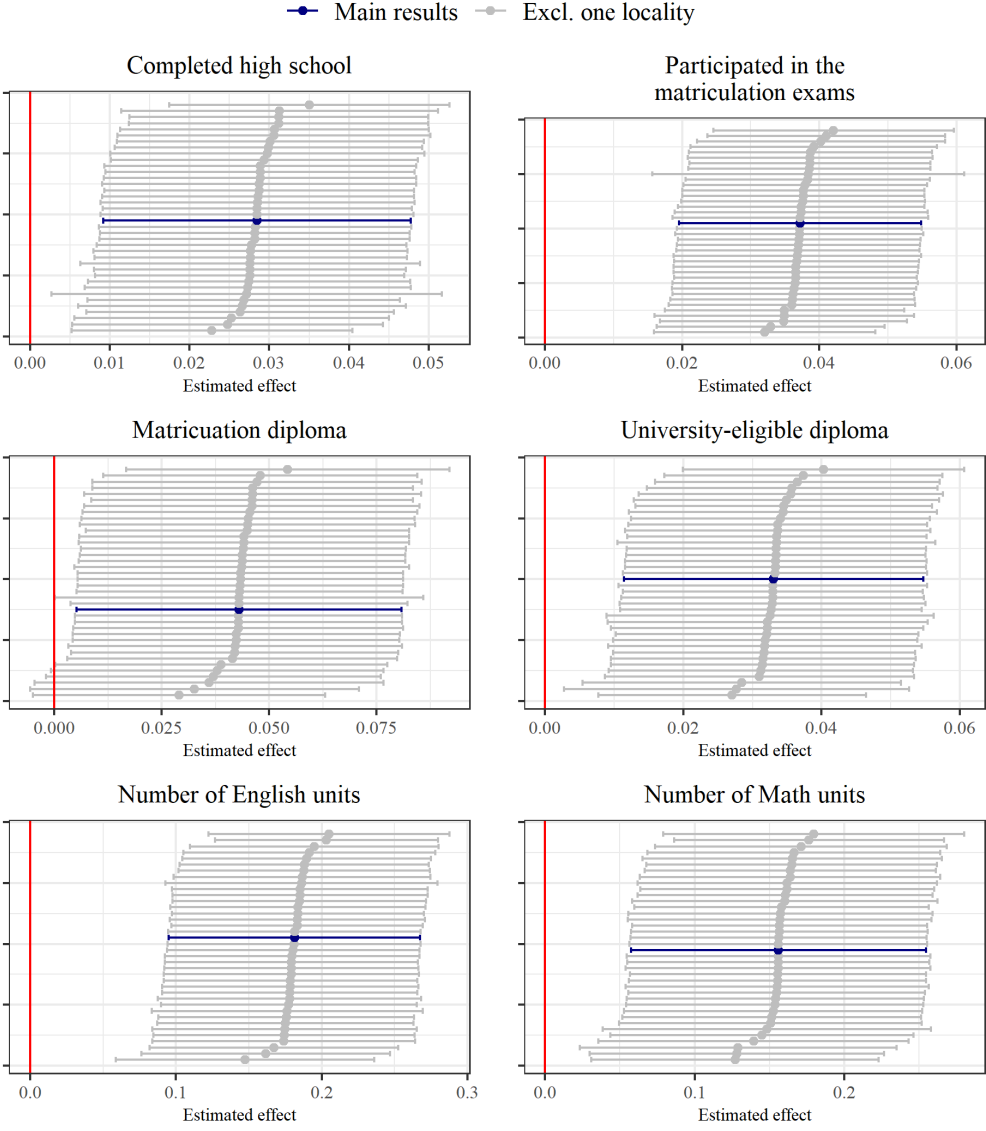 Main results Excl. one locality
Completed high school
0.00 0.01 0.02 0.03 0.04 0.05
Estimated effect
Participated in the
matriculation exams
0.00 0.02 0.04 0.06
Estimated effect
Matricuation diploma
0.000 0.025 0.050 0.075
Estimated effect
University-eligible diploma
0.00 0.02 0.04 0.06
Estimated effect
Number of English units
0.0 0.1 0.2 0.3
Estimated effect
Number of Math units
0.0 0.1 0.2
Estimated effect